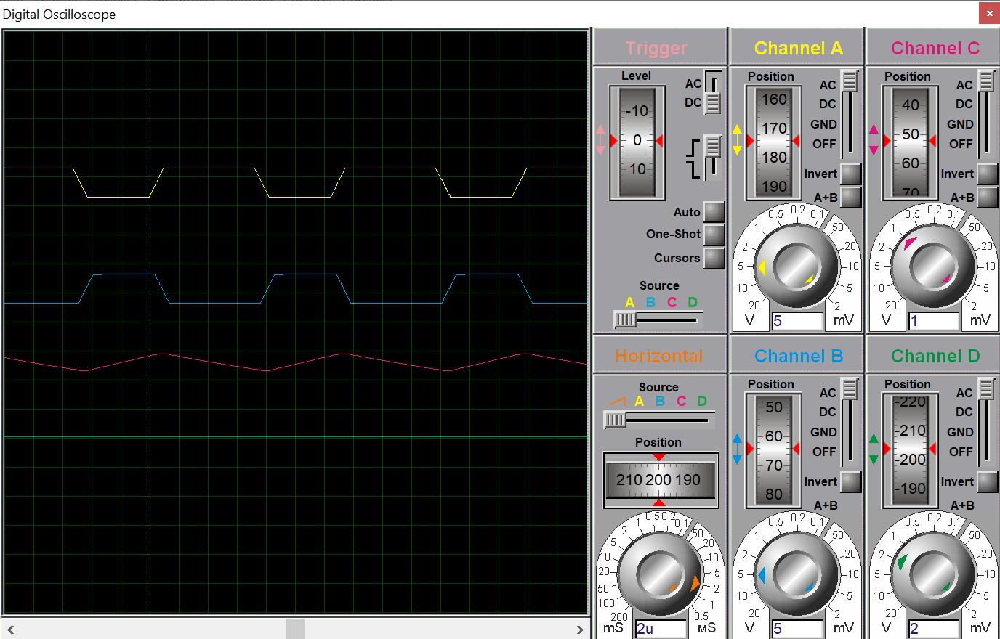 Digital Oscilloscope
Trigger
Level
AC
DC
-10
0
10
Auto
One-Shot
Cursors
Source
A B C D
Channel A
Position
160
170
180
190
AC
DC
GND
OFF
Invert
A+B
20
10
5
2
1
0.5
0.2
0.1
50
20
10
5
2
V
5
mV
Channel C
Position
40
50
60
70
AC
DC
GND
OFF
Invert
A+B
20
10
5
2
1
0.5
0.2
0.1
50
20
10
5
2
V
1
mV
Horizontal
Source
A B C D
Position
210 200 190
200
100
50
20
10
5
2
1
0.5
0.2
0.1
50
20
10
5
2
1
0.5
mS
2u
мS
Channel B
Position
50
60
70
80
AC
DC
GND
OFF
Invert
20
10
5
2
1
0.5
0.2
0.1
50
20
10
5
2
V
5
mV
Channel D
Position
-220
-210
-200
-190
AC
DC
GND
OFF
Invert
A+B
20
10
5
2
1
0.5
0.2
0.1
50
20
10
5
2
V
2
mV